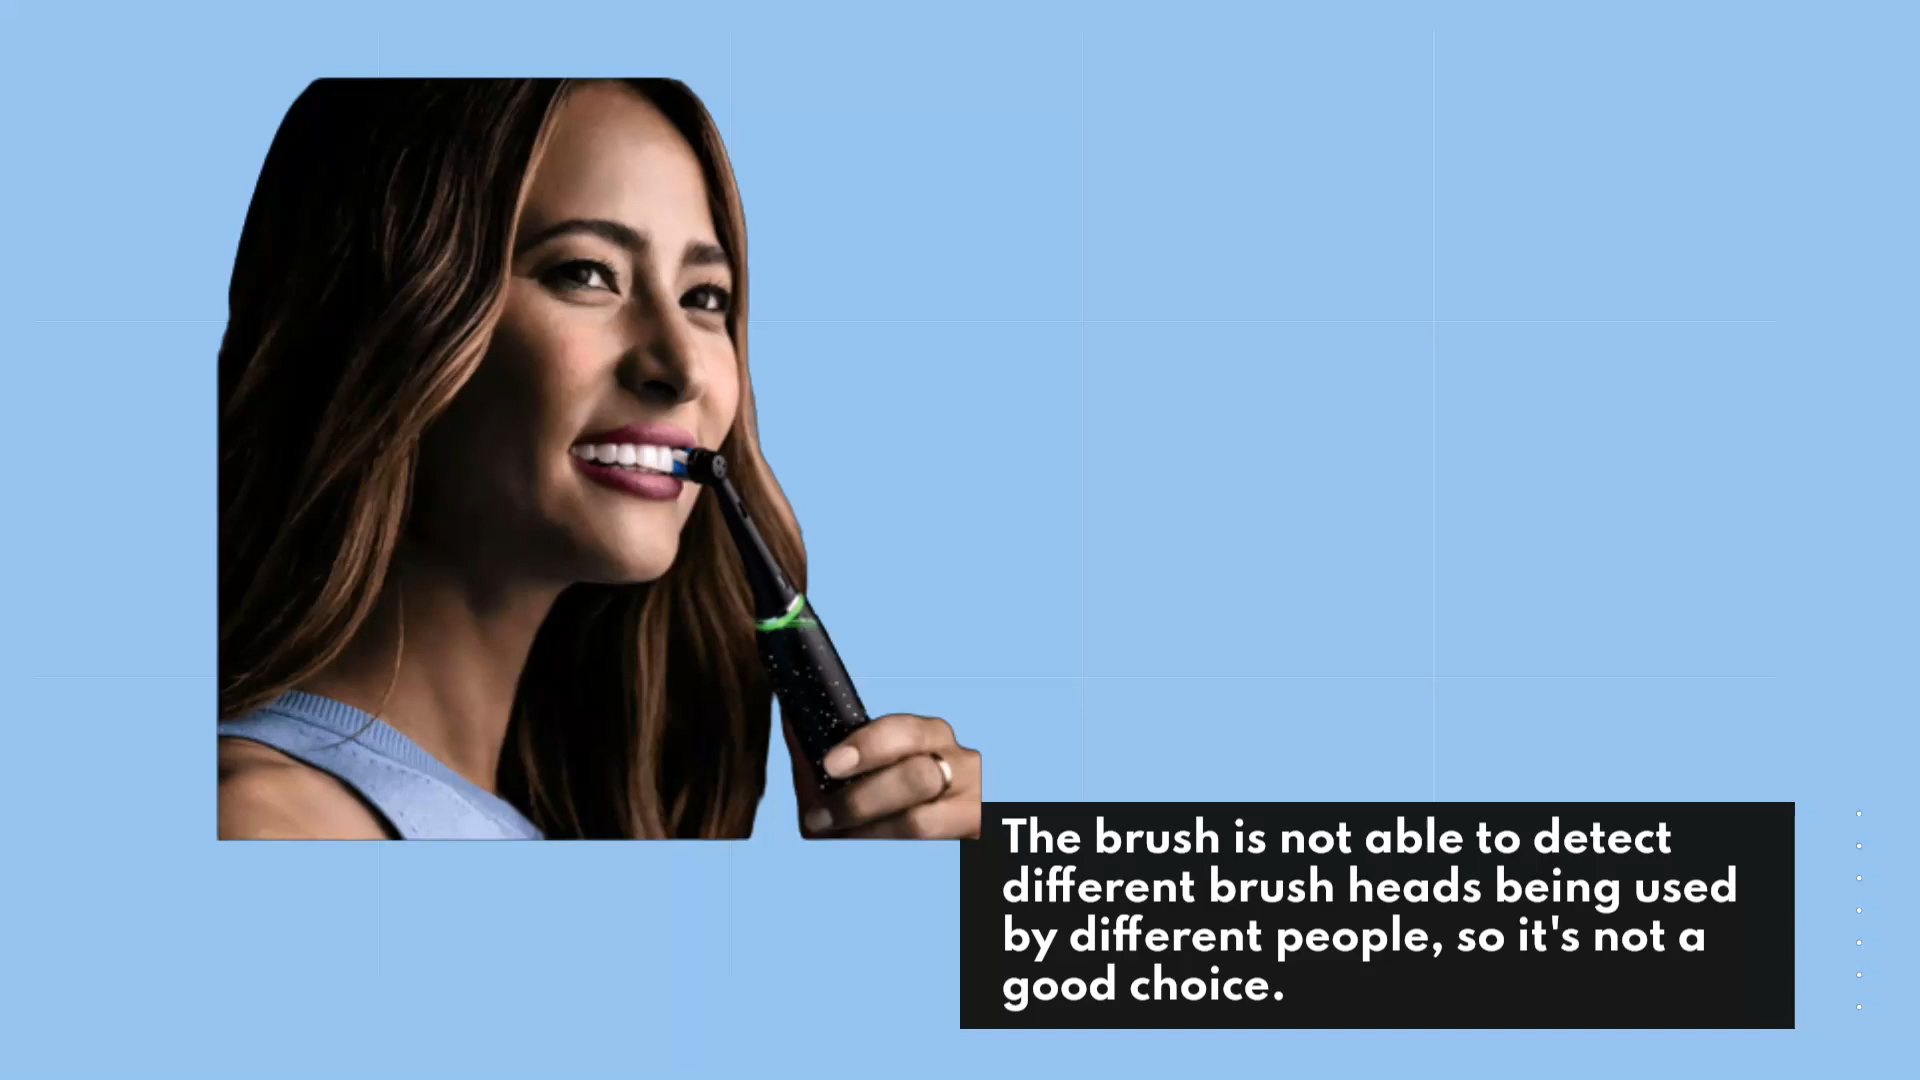 The brush is not able to detect
different brush heads being used
by different people, so it's not a
good choice.